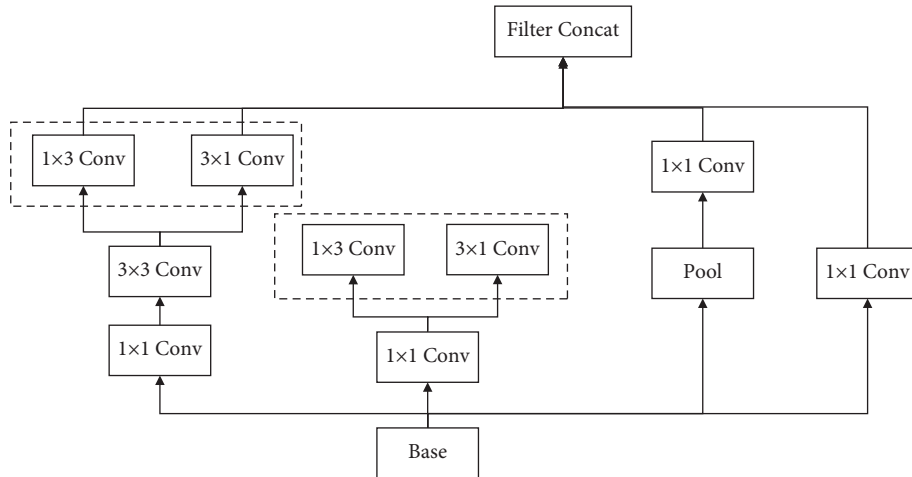 Filter Concat
1×3 Conv
3×1 Conv
1×1 Conv
1×3 Conv
3×1 Conv
3×3 Conv
Pool
1×1 Conv
1×1 Conv
1×1 Conv
Base